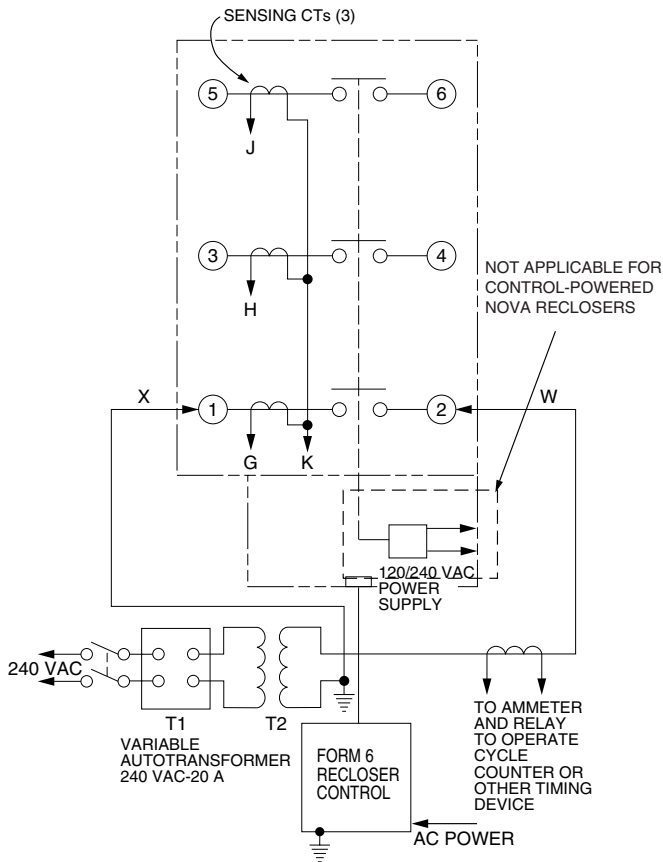 SENSING CTs (3)
5
6
J
3
4
H
NOT APPLICABLE FOR
CONTROL-POWERED
NOVA RECLOSERS
X
1
2
W
G
K
120/240 VAC
POWER
SUPPLY
240 VAC
T1
T2
VARIABLE
AUTOTRANSFORMER
240 VAC-20 A
FORM 6
RECLOSER
CONTROL
AC POWER
TO AMMETER
AND RELAY
TO OPERATE
CYCLE
COUNTER OR
OTHER TIMING
DEVICE